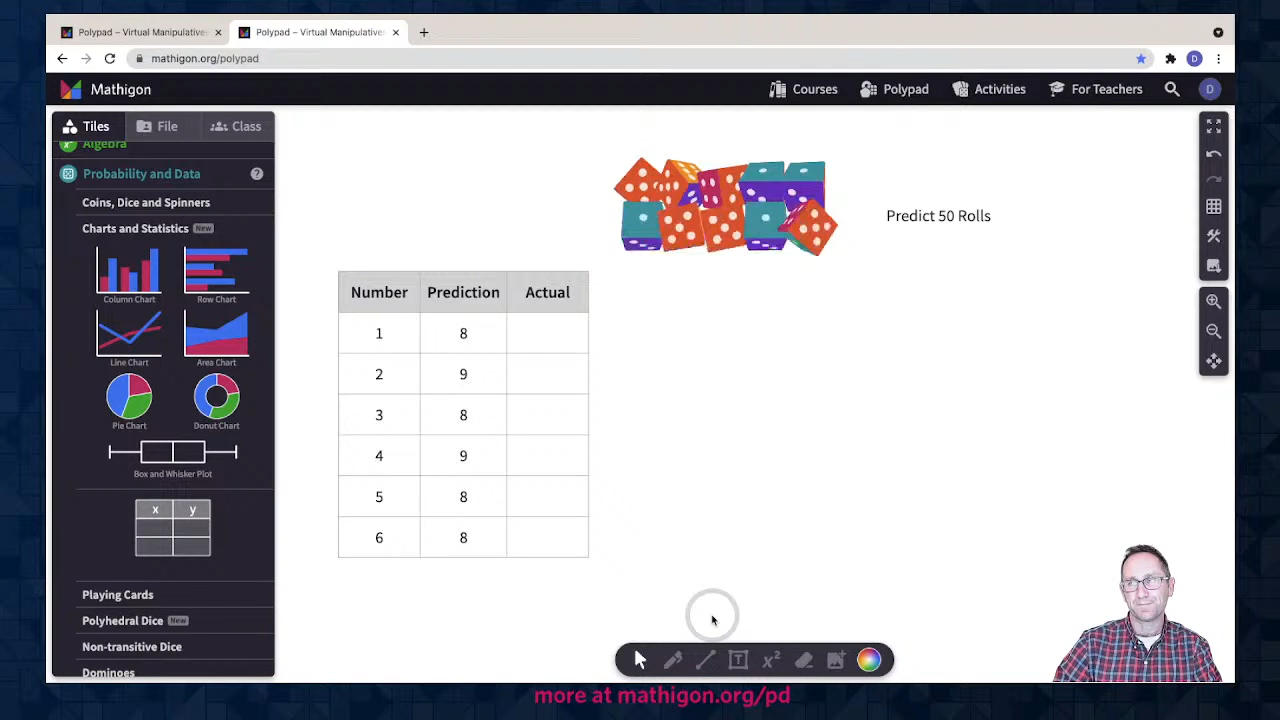 Polypad – Virtual Manipulatives
Polypad – Virtual Manipulatives
mathigon.org/polypad
D
Mathigon
Courses
Polypad
Activities
For Teachers
D
Tiles
File
Class
Algebra
Probability and Data
Coins, Dice and Spinners
Charts and Statistics New
Column Chart
Row Chart
Line Chart
Area Chart
Pie Chart
Donut Chart
Box and Whisker Plot
x y
Playing Cards
Polyhedral Dice New
Non-transitive Dice
Dominoes
Predict 50 Rolls
Number Prediction Actual
1 8
2 9
3 8
4 9
5 8
6 8
T x²
more at mathigon.org/pd